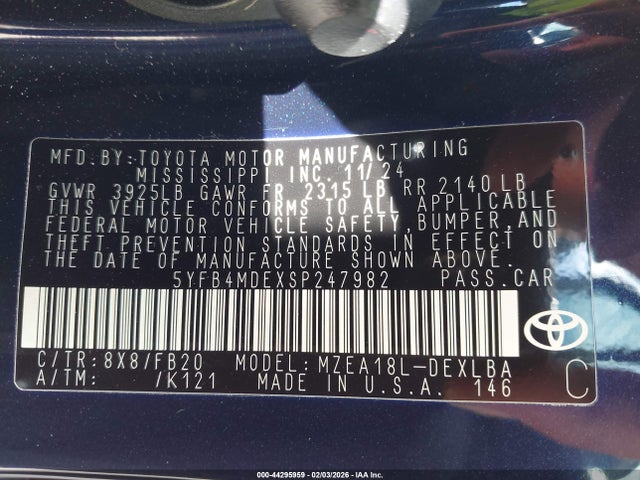 MFD.BY:TOYOTA MOTOR MANUFACTURING
MISSISSIPPI INC. 11/24
GVWR 3925LB GAWR FR 2315 LB RR 2140 LB
THIS VEHICLE CONFORMS TO ALL APPLICABLE
FEDERAL MOTOR VEHICLE SAFETY,BUMPER,AND
THEFT PREVENTION STANDARDS IN EFFECT ON
THE DATE OF MANUFACTURE SHOWN ABOVE.
5YFB4MDEXSP247982 PASS.CAR
C/TR:8X8/FB20 MODEL:MZEA18L-DEXLBA
A/TM: /K121 MADE IN U.S.A. 146 C
000-44295959 - 02/03/2026 - IAA Inc.